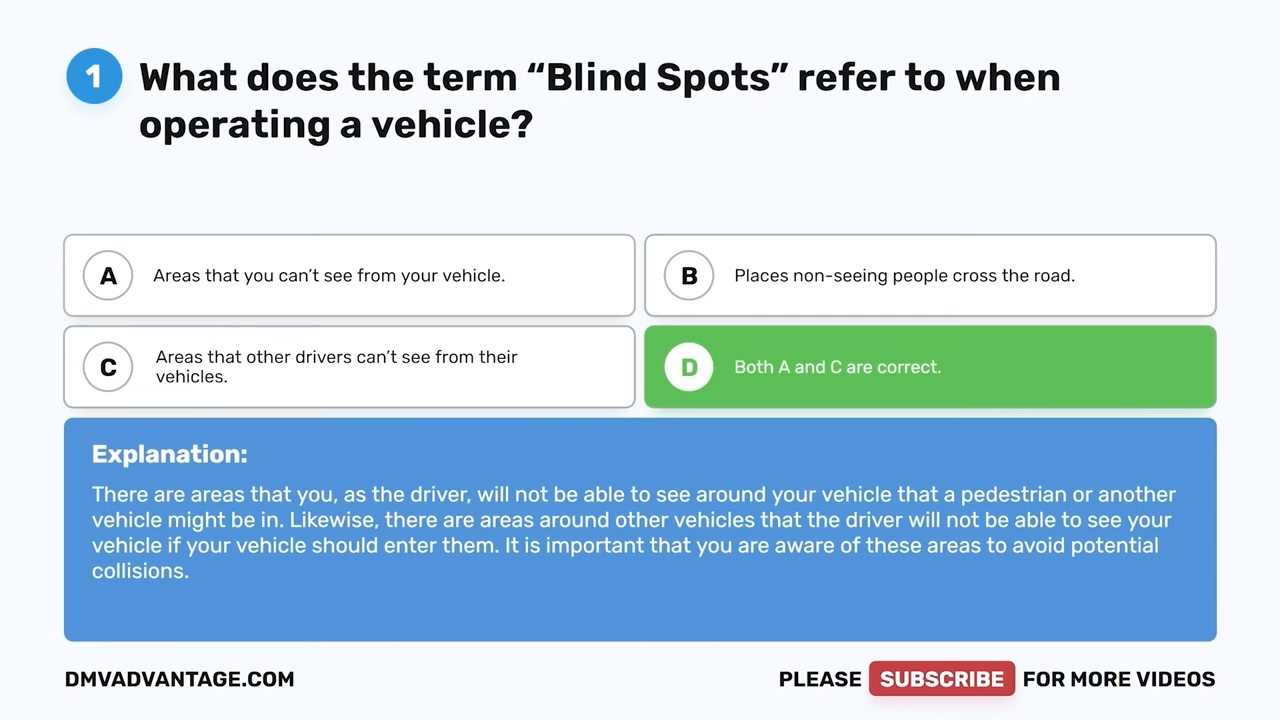 1
What does the term “Blind Spots” refer to when
operating a vehicle?
A
Areas that you can’t see from your vehicle.
B
Places non-seeing people cross the road.
C
Areas that other drivers can’t see from their
vehicles.
D
Both A and C are correct.
Explanation:
There are areas that you, as the driver, will not be able to see around your vehicle that a pedestrian or another
vehicle might be in. Likewise, there are areas around other vehicles that the driver will not be able to see your
vehicle if your vehicle should enter them. It is important that you are aware of these areas to avoid potential
collisions.
DMVADVANTAGE.COM
PLEASE SUBSCRIBE FOR MORE VIDEOS